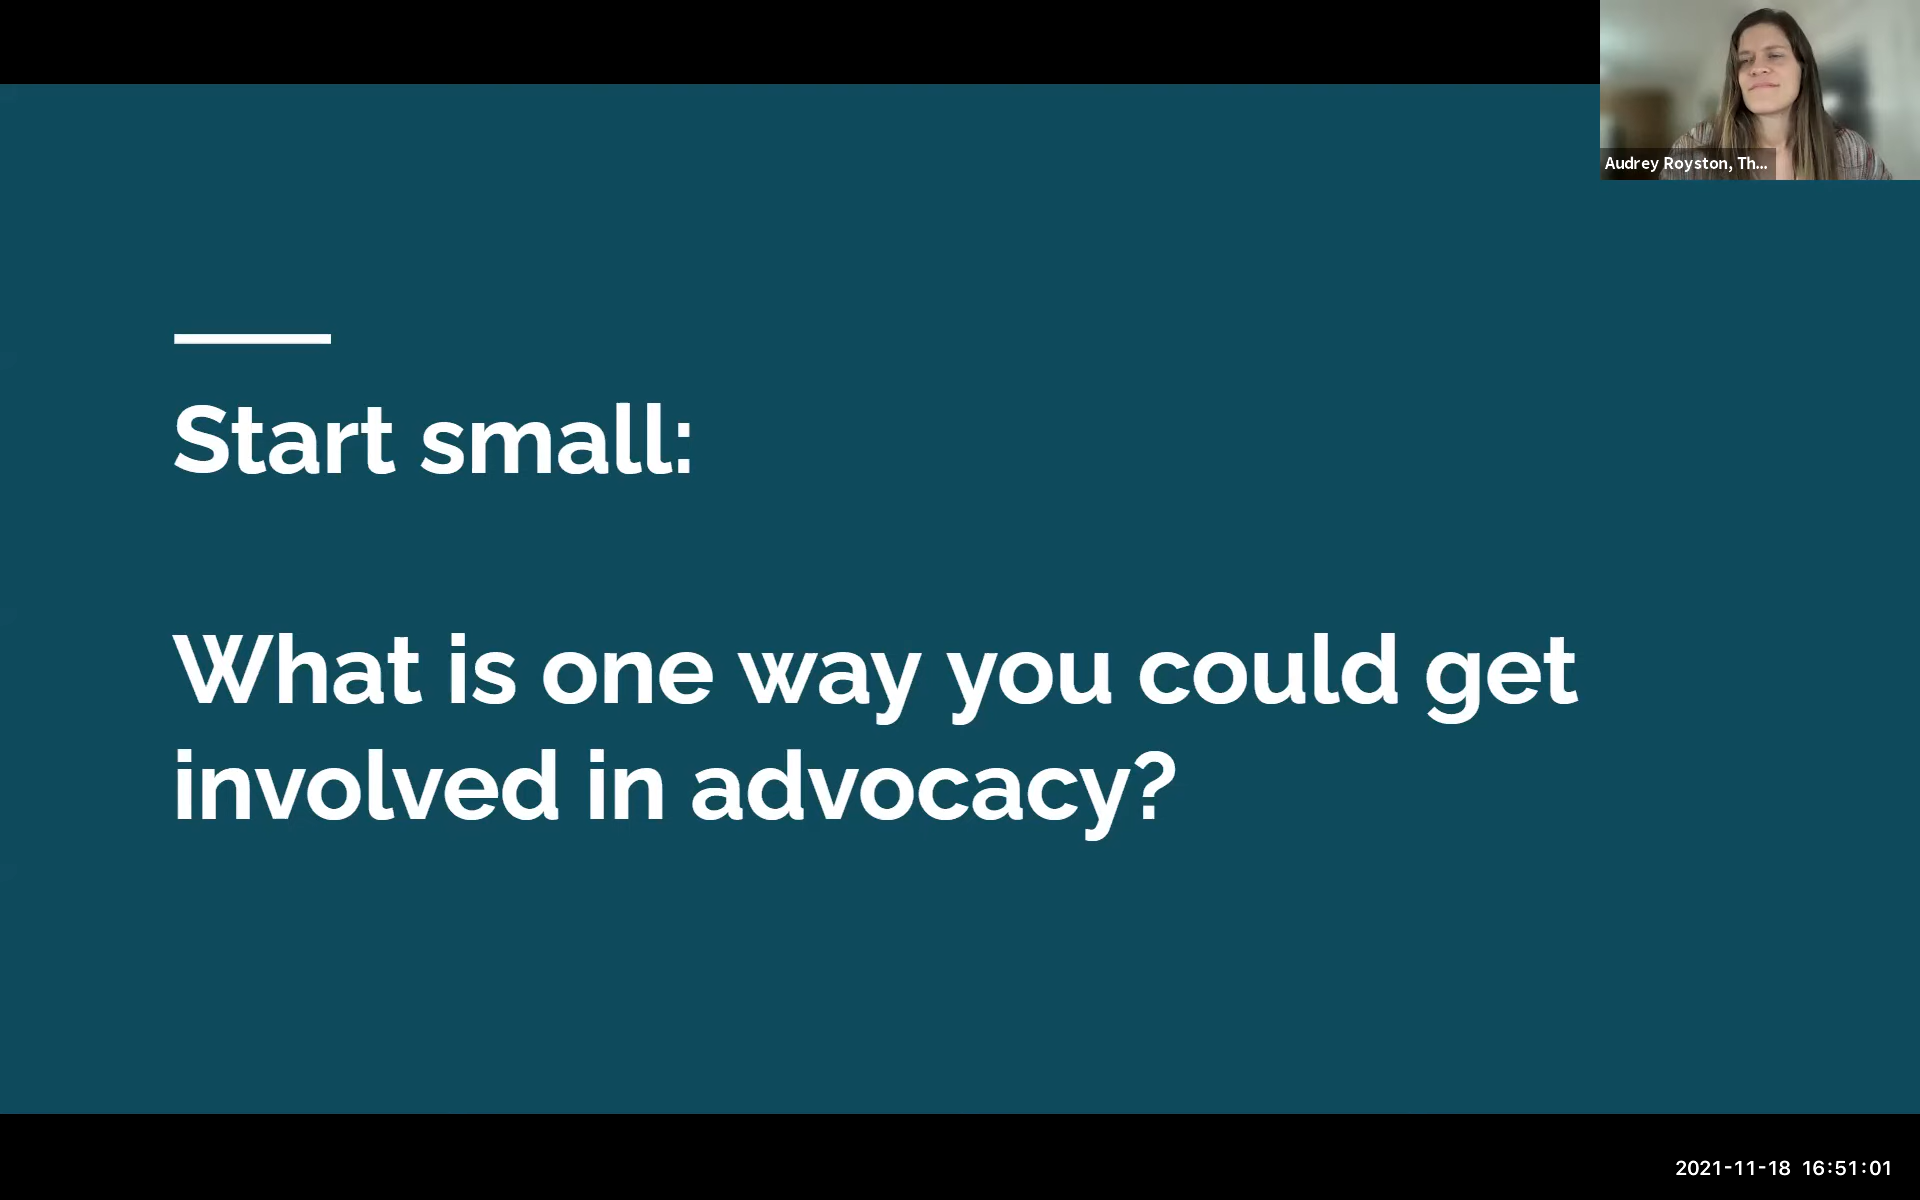 Audrey Royston, Th...
Start small:
What is one way you could get
involved in advocacy?
2021-11-18 16:51:01